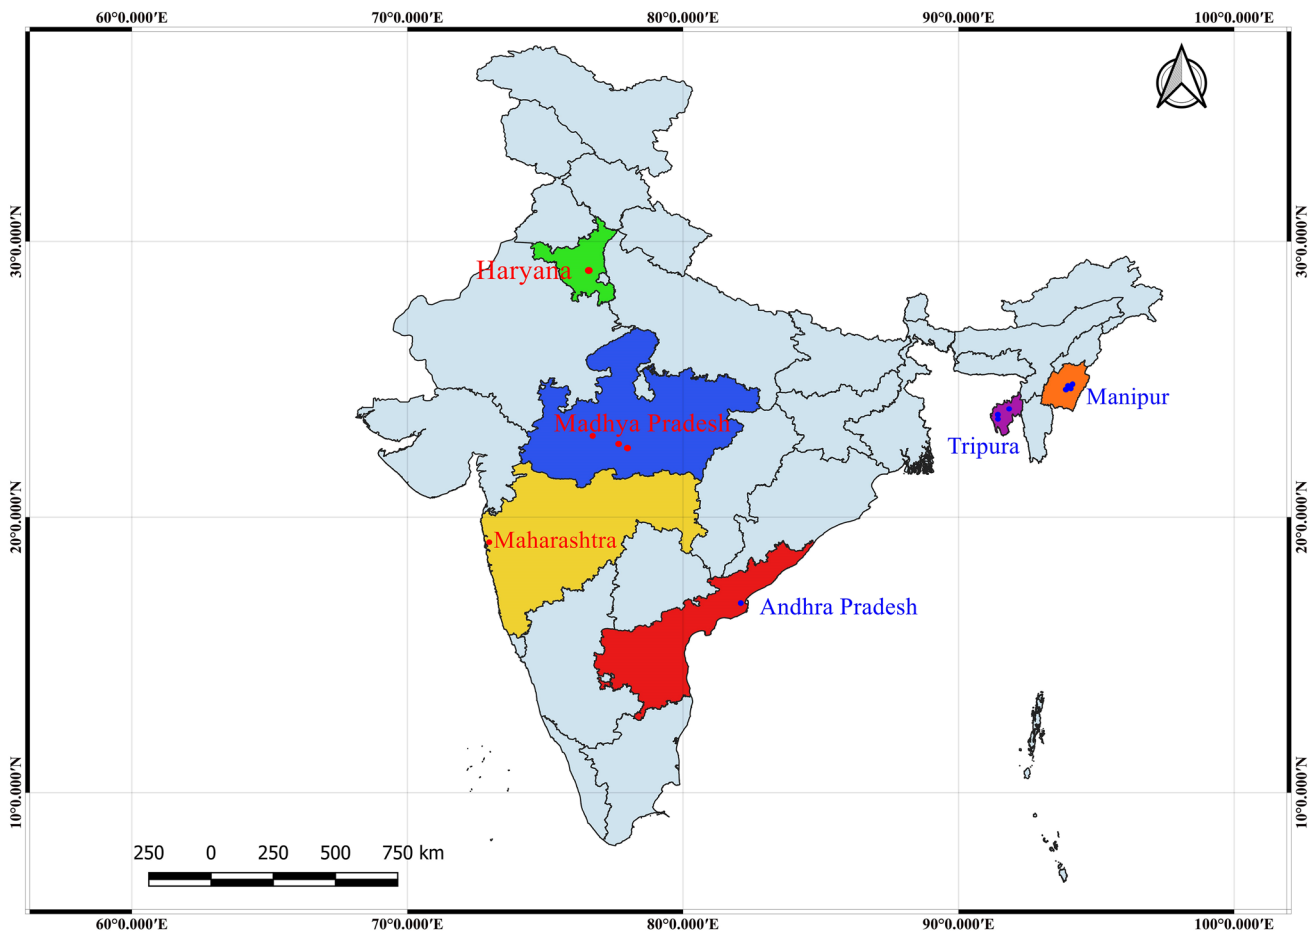 60°0.000′E 70°0.000′E 80°0.000′E 90°0.000′E 100°0.000′E
30°0.000′N 30°0.000′N
Haryana
Madhya Pradesh
Manipur
Tripura
20°0.000′N 20°0.000′N
Maharashtra
Andhra Pradesh
10°0.000′N 10°0.000′N
250 0 250 500 750 km
60°0.000′E 70°0.000′E 80°0.000′E 90°0.000′E 100°0.000′E